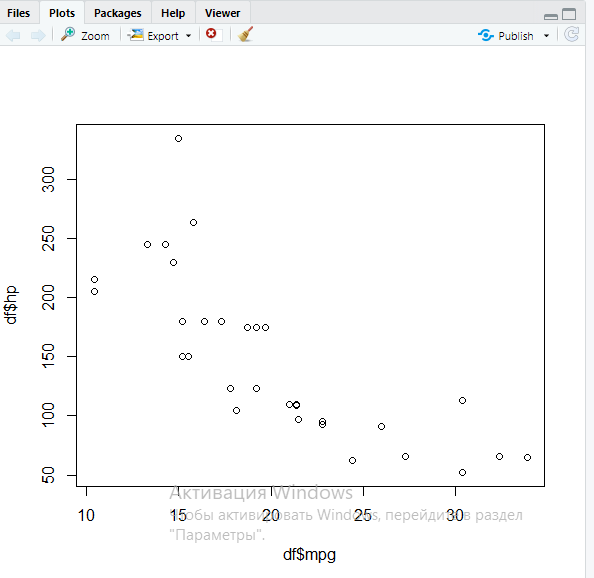 Files Plots Packages Help Viewer
Zoom Export Publish
300
250
200
150
100
50
df$hp
10 15 20 25 30
df$mpg
Активация Windows
Чтобы активировать Windows, перейдите в раздел
"Параметры".